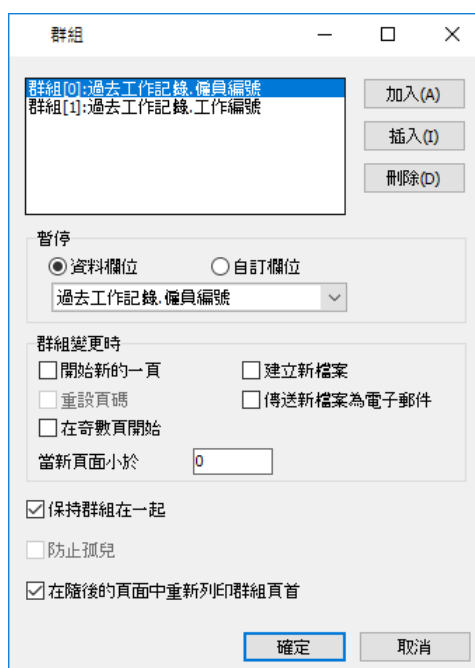 群組
群組[0]:過去工作記錄.僱員編號
群組[1]:過去工作記錄.工作編號
加入(A)
插入(I)
刪除(D)
暫停
資料欄位 自訂欄位
過去工作記錄.僱員編號
群組變更時
開始新的一頁 建立新檔案
重設頁碼 傳送新檔案為電子郵件
在奇數頁開始
當新頁面小於 0
保持群組在一起
防止孤兒
在隨後的頁面中重新列印群組頁首
確定 取消